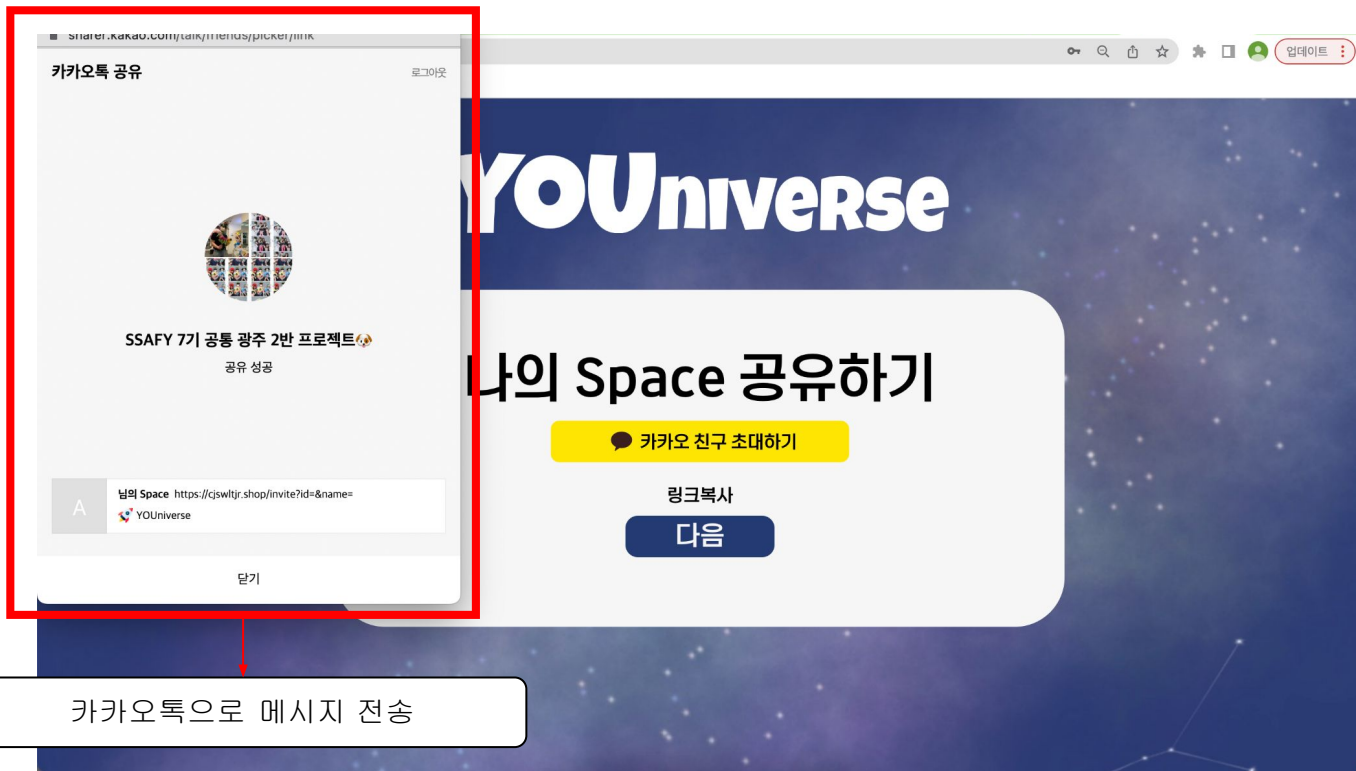 sharer.kakao.com/talk/friends/picker/link
카카오톡 공유
로그아웃
SSAFY 7기 공통 광주 2반 프로젝트🐶
공유 성공
A
님의 Space https://cjswltjr.shop/invite?id=&name=
🚀 YOUniverse
닫기
업데이트
YOUniverse
나의 Space 공유하기
카카오 친구 초대하기
링크복사
다음
카카오톡으로 메시지 전송